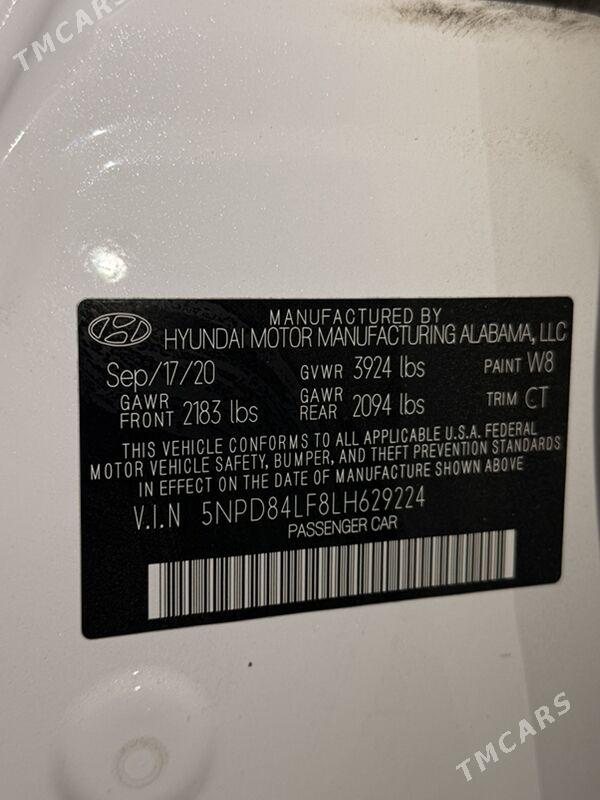 TMCARS
MANUFACTURED BY
HYUNDAI MOTOR MANUFACTURING ALABAMA, LLC
Sep/17/20 GVWR 3924 lbs PAINT W8
GAWR FRONT 2183 lbs GAWR REAR 2094 lbs TRIM CT
THIS VEHICLE CONFORMS TO ALL APPLICABLE U.S.A. FEDERAL
MOTOR VEHICLE SAFETY, BUMPER, AND THEFT PREVENTION STANDARDS
IN EFFECT ON THE DATE OF MANUFACTURE SHOWN ABOVE
V.I.N 5NPD84LF8LH629224
PASSENGER CAR
TMCARS